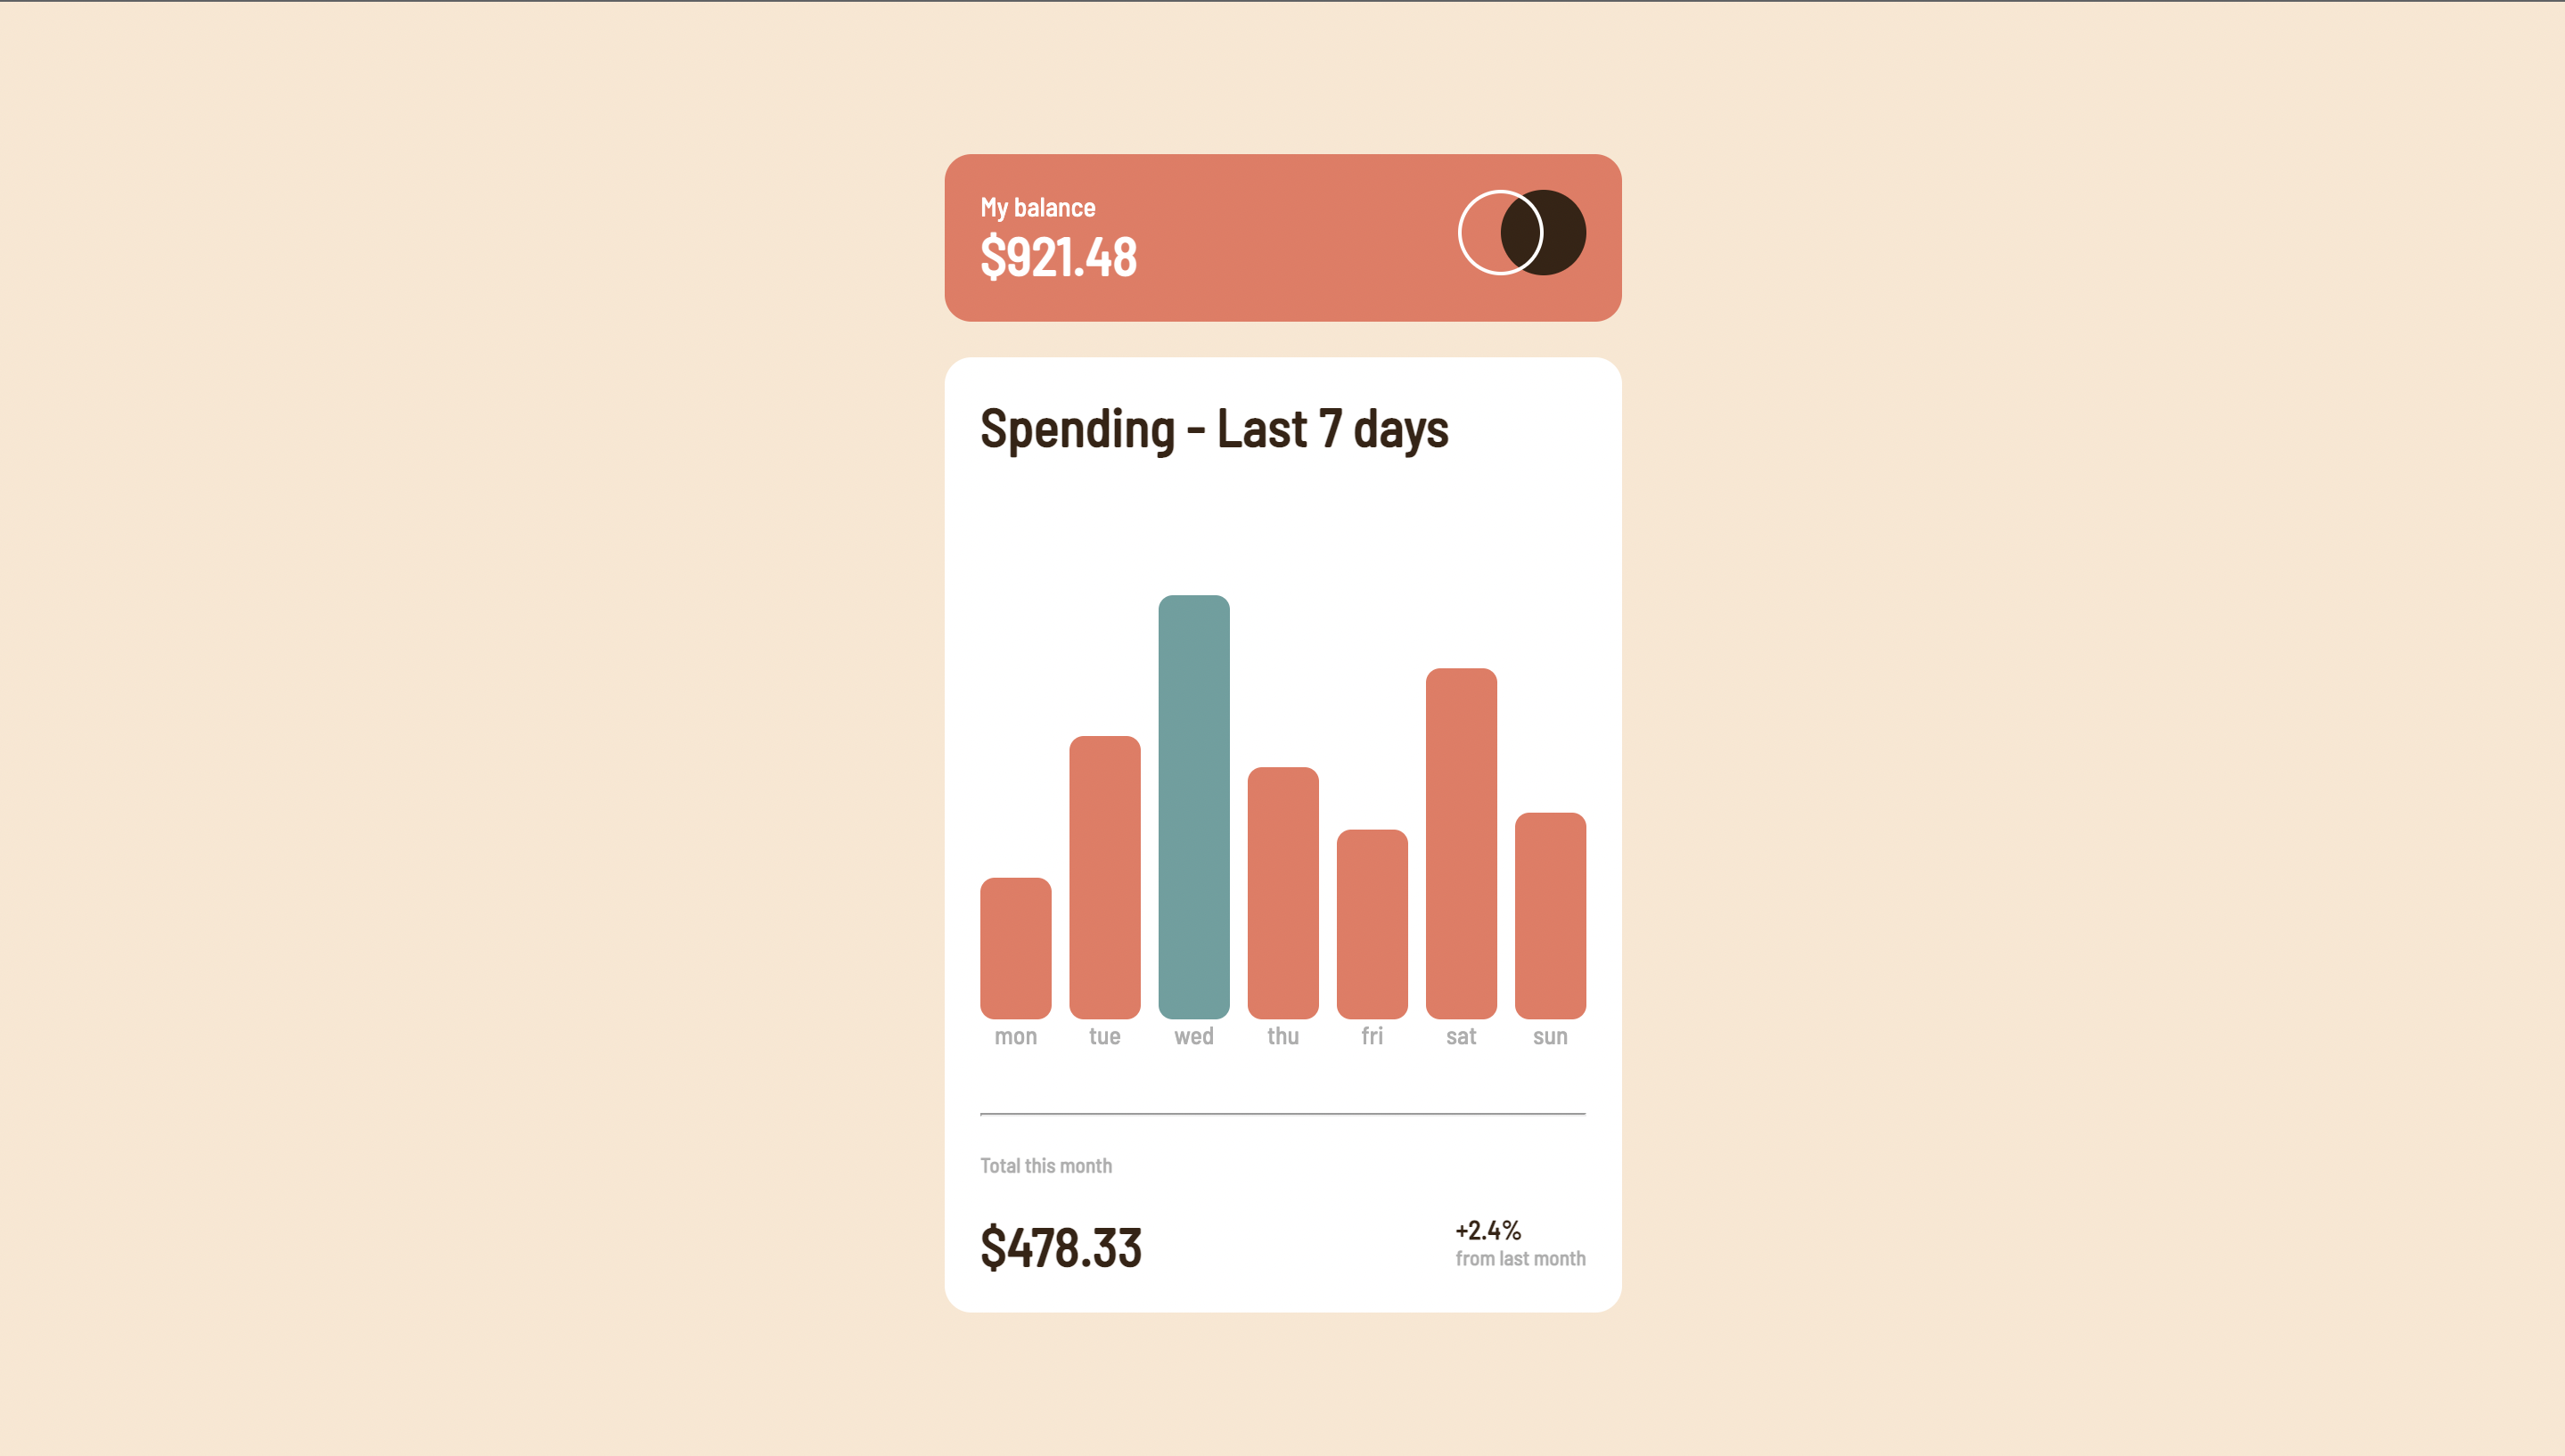 My balance
$921.48
Spending - Last 7 days
mon tue wed thu fri sat sun
Total this month
$478.33
+2.4%
from last month